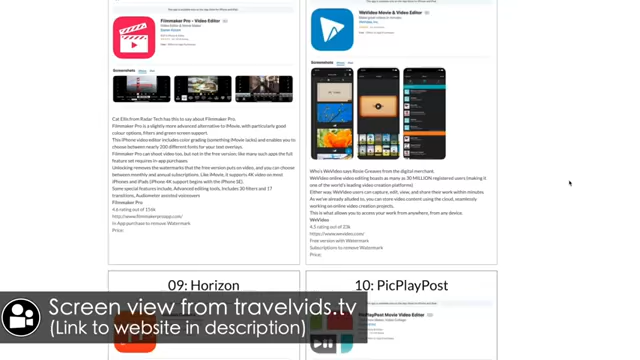 Filmmaker Pro - Video Editor
Screenshots
Cat Ellis from Radar Tech has this to say about Filmmaker Pro.
Filmmaker Pro is a slightly more advanced alternative to iMovie, with particularly good
colour options, filters and green screen support.
This iPhone video editor includes color grading (something iMovie lacks) and enables you to
choose between nearly 200 different fonts for your text overlays.
Filmmaker Pro can shoot video too, but not in the free version, like many such apps the full
feature set requires in-app purchases.
Unlocking removes the watermarks that the free version puts on video, and you can choose
between monthly and annual subscriptions. Like iMovie, it supports 4K video on most
iPhones and iPads (iPhone 4K support begins with the iPhone SE).
Some special features include, Advanced editing tools, includes 30 filters and 17
transitions, Audiometer assisted voiceovers
Filmmaker Pro
4.6 rating out of
http://www.filmmakerproapp.com/
In App purchase to remove Watermark
Price:
WeVideo Movie & Video Editor
Screenshots
Who's WeVideo says Rosie Greaves from the digital merchant.
WeVideo online video editing boasts as many as 30 MILLION registered users (making it
one of the world's leading video creation platforms)
Either way, WeVideo users can capture, edit, view, and share their work within minutes
As we've already alluded to, you can store video content using the cloud, seamlessly
working on online video creation projects.
This is what allows you to access your work from anywhere, from any device
WeVideo
4.5 rating out of 23k
https://www.wevideo.com/
Free version with Watermark
Subscriptions to remove Watermark
Price:
09: Horizon
10: PicPlayPost
PicPlayPost Movie Video Editor
Screen view from travelvids.tv
(Link to website in description)